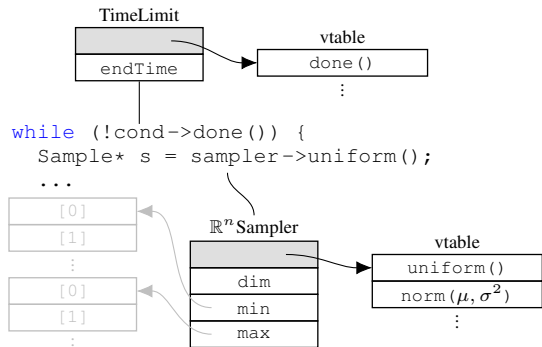 TimeLimit
vtable
done()
endTime
⋮
while (!cond->done()) {
Sample* s = sampler->uniform();
...
[0]
[1]
⋮
[0]
[1]
⋮
ℝⁿSampler
dim
min
max
vtable
uniform()
norm(μ, σ²)
⋮